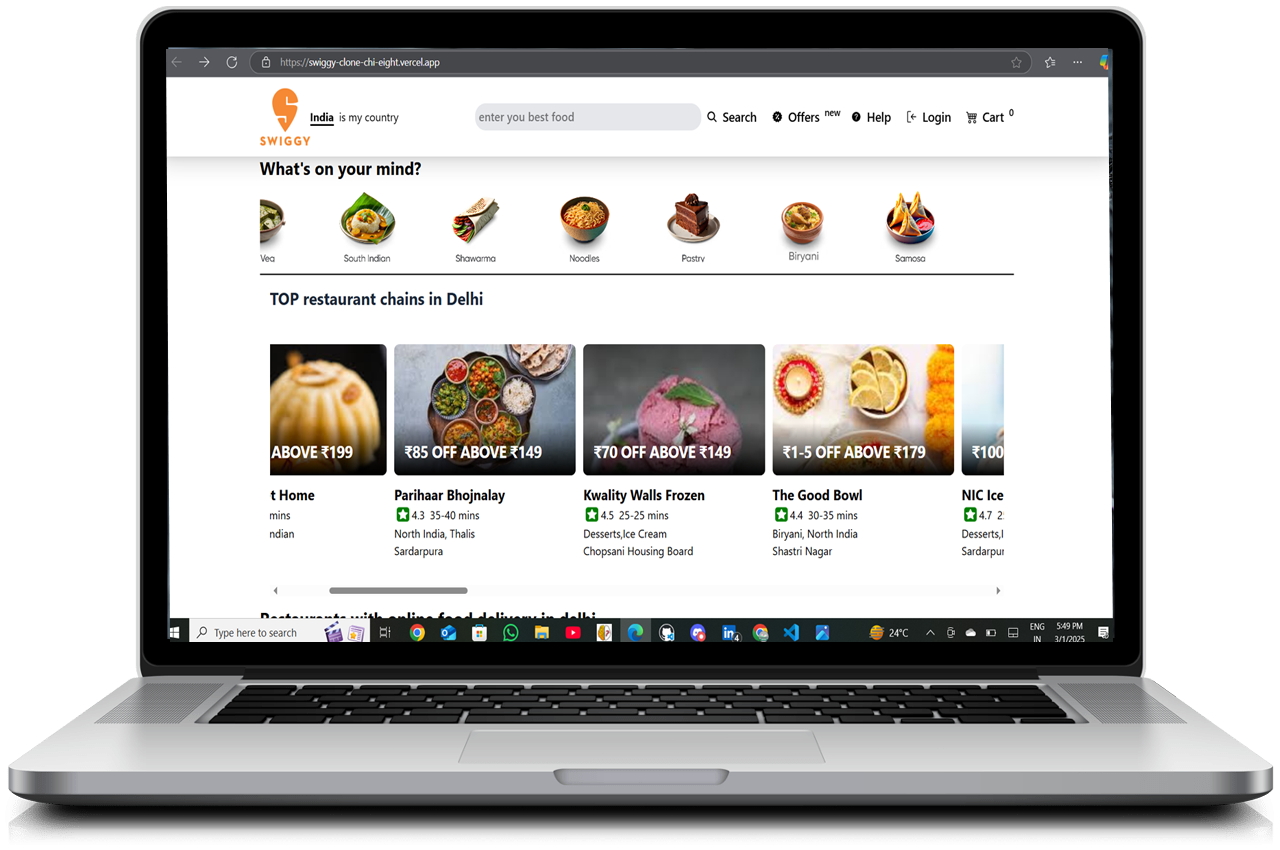 https://swiggy-clone-chi-eight.vercel.app
SWIGGY
India is my country
enter you best food
Search
Offers new
Help
Login
Cart 0
What's on your mind?
Veg
South Indian
Shawarma
Noodles
Pastry
Biryani
Samosa
TOP restaurant chains in Delhi
ABOVE ₹199
₹85 OFF ABOVE ₹149
₹70 OFF ABOVE ₹149
₹1-5 OFF ABOVE ₹179
₹100
t Home
mins
ndian
Parihaar Bhojnalay
4.3 35-40 mins
North India, Thalis
Sardarpura
Kwality Walls Frozen
4.5 25-25 mins
Desserts,Ice Cream
Chopsani Housing Board
The Good Bowl
4.4 30-35 mins
Biryani, North India
Shastri Nagar
NIC Ice
4.7 2
Desserts,I
Sardarpur
Restaurants with online food delivery in delhi
Type here to search
4
24°C
ENG
IN
5:49 PM
3/1/2025